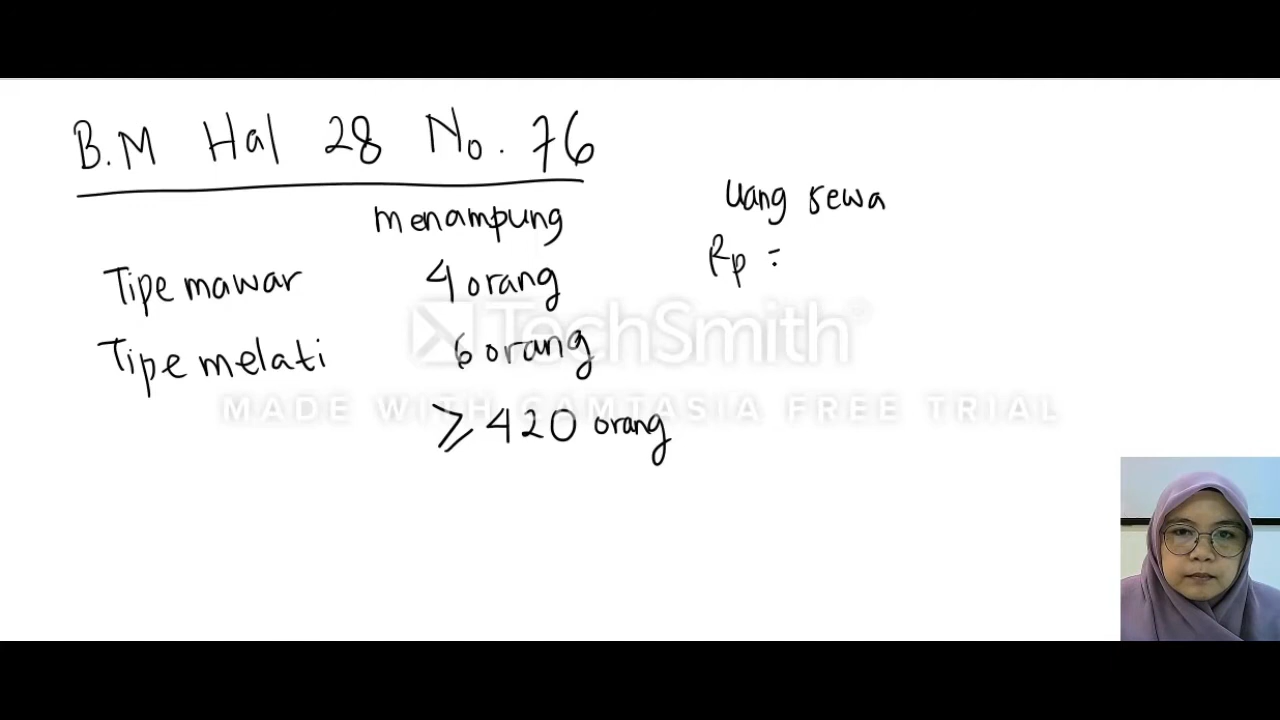 B.M Hal 28 No. 76
menampung
Uang sewa
Tipe mawar 4 orang
Rp :
Tipe melati 6 orang
≥ 420 orang
TechSmith
MADE WITH CAMTASIA FREE TRIAL